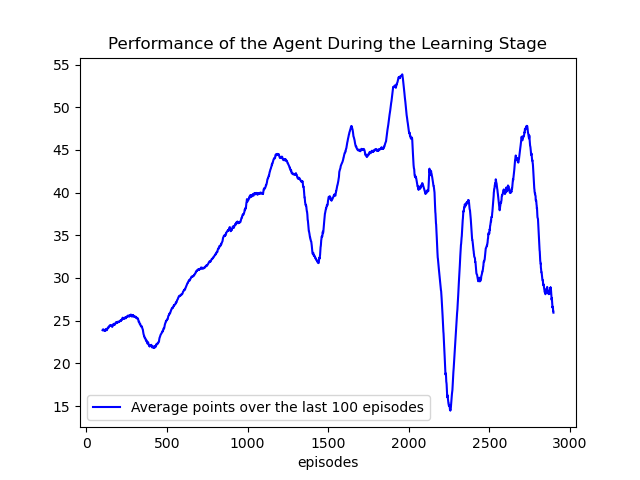 Performance of the Agent During the Learning Stage
55
50
45
40
35
30
25
20
15
Average points over the last 100 episodes
0 500 1000 1500 2000 2500 3000
episodes